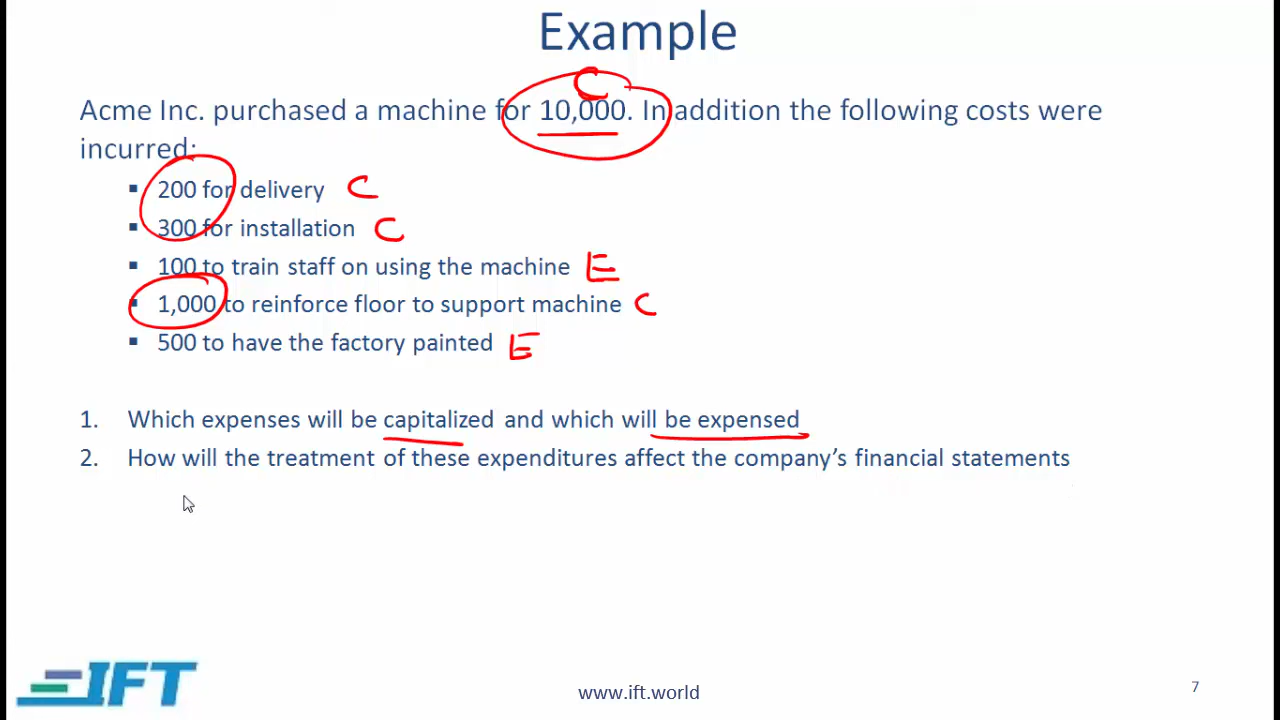 Example
C
Acme Inc. purchased a machine for 10,000. In addition the following costs were
incurred:
▪ 200 for delivery C
▪ 300 for installation C
▪ 100 to train staff on using the machine E
▪ 1,000 to reinforce floor to support machine C
▪ 500 to have the factory painted E
1. Which expenses will be capitalized and which will be expensed
2. How will the treatment of these expenditures affect the company's financial statements
IFT
www.ift.world
7